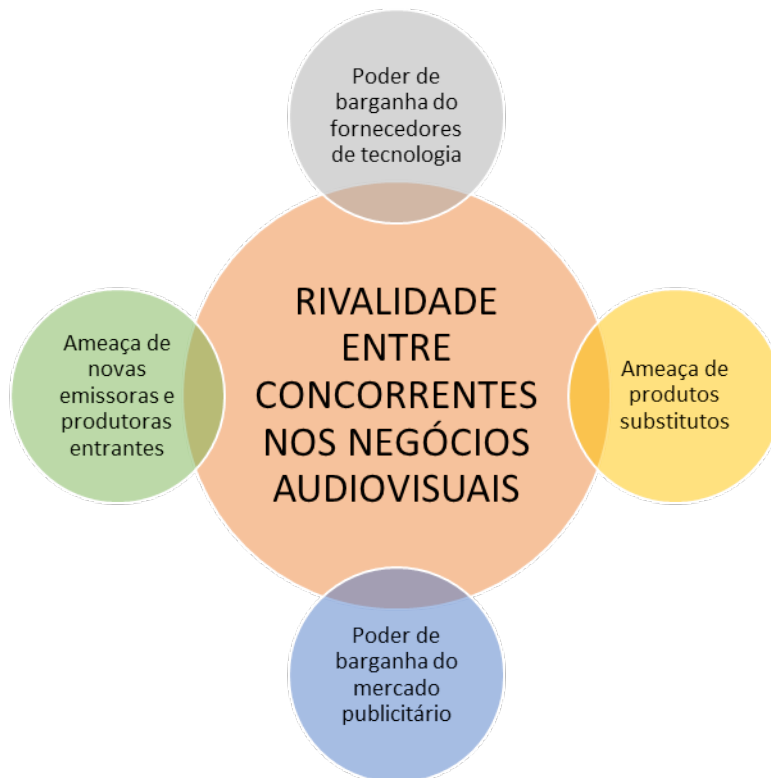 Poder de
barganha do
fornecedores
de tecnologia
RIVALIDADE
ENTRE
CONCORRENTES
NOS NEGÓCIOS
AUDIOVISUAIS
Ameaça de
novas
emissoras e
produtoras
entrantes
Ameaça de
produtos
substitutos
Poder de
barganha do
mercado
publicitário